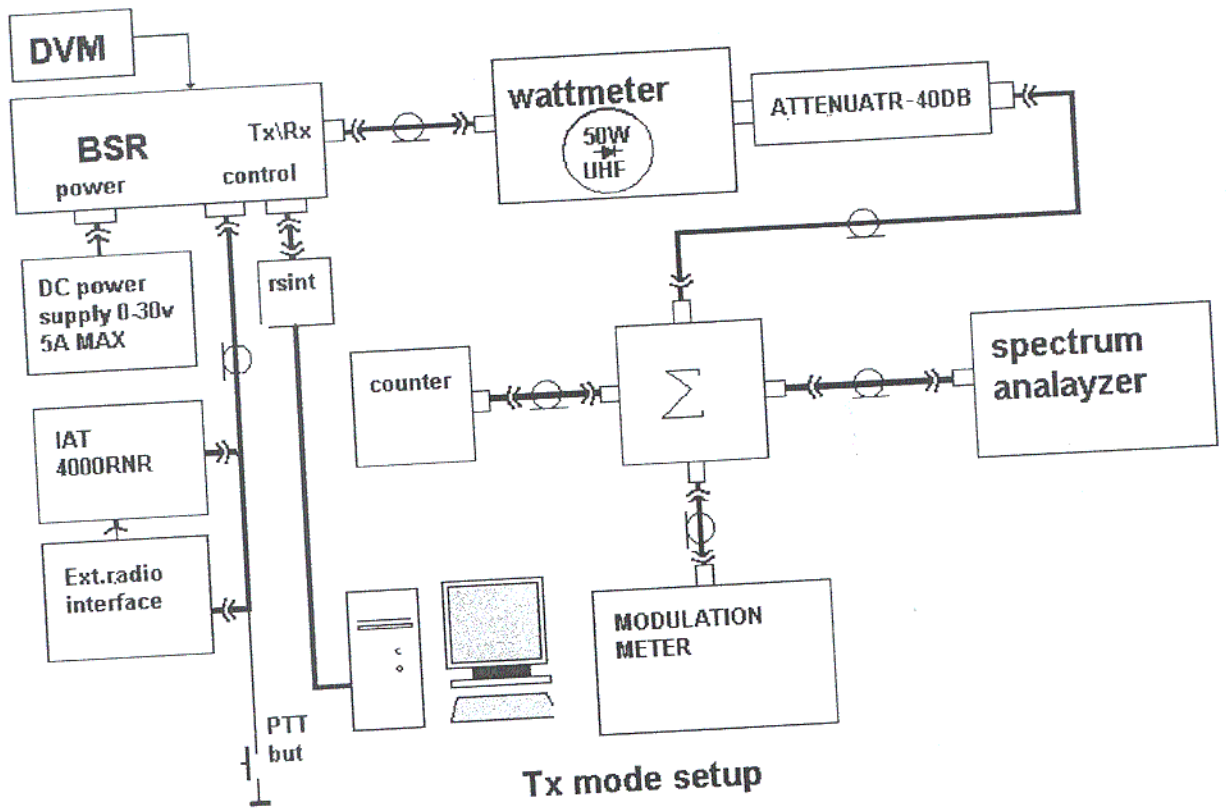 DVM
BSR
Tx\Rx
power
control
wattmeter
50W
UHF
ATTENUATR-40DB
DC power
supply 0-30v
5A MAX
rsint
counter
Σ
spectrum
analayzer
IAT
4000RNR
Ext.radio
interface
MODULATION
METER
PTT
but
Tx mode setup